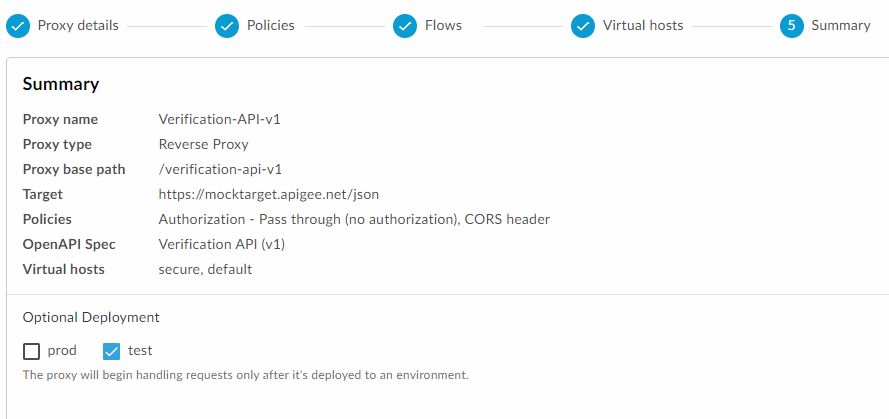 Proxy details Policies Flows Virtual hosts 5 Summary
Summary
Proxy name Verification-API-v1
Proxy type Reverse Proxy
Proxy base path /verification-api-v1
Target https://mocktarget.apigee.net/json
Policies Authorization - Pass through (no authorization), CORS header
OpenAPI Spec Verification API (v1)
Virtual hosts secure, default
Optional Deployment
prod test
The proxy will begin handling requests only after it's deployed to an environment.